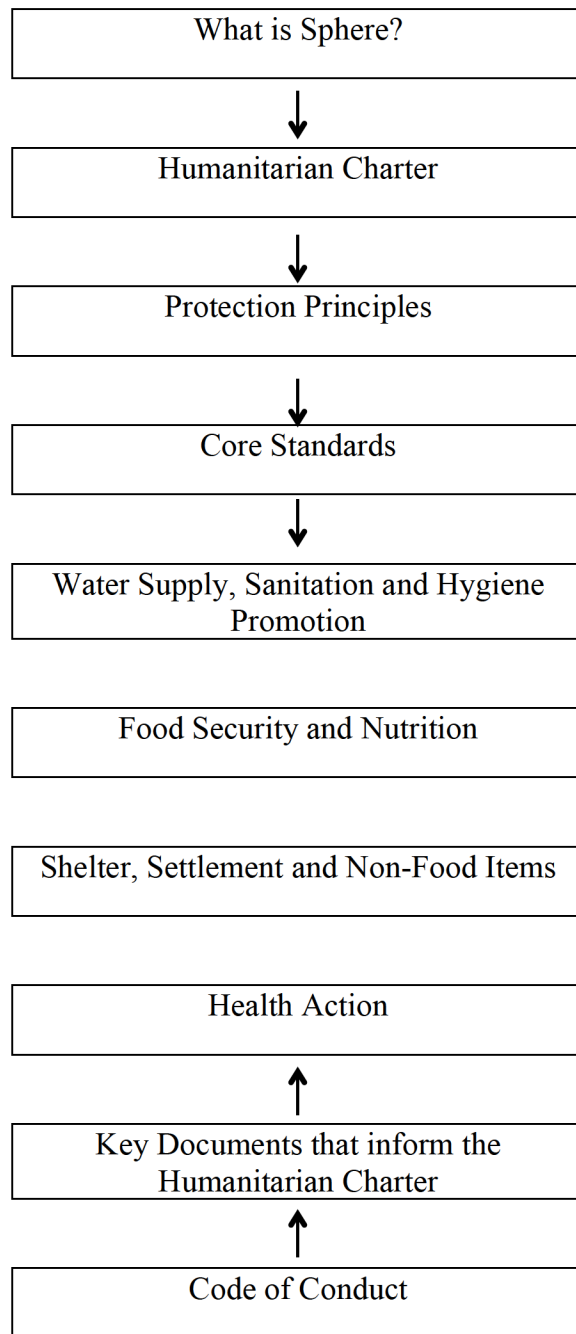 What is Sphere?
Humanitarian Charter
Protection Principles
Core Standards
Water Supply, Sanitation and Hygiene
Promotion
Food Security and Nutrition
Shelter, Settlement and Non-Food Items
Health Action
Key Documents that inform the
Humanitarian Charter
Code of Conduct